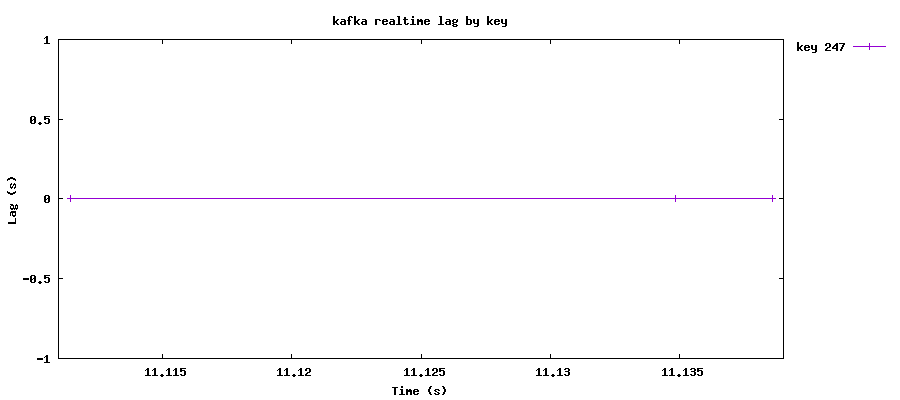 kafka realtime lag by key
key 247
1
0.5
0
-0.5
-1
Lag (s)
11.115 11.12 11.125 11.13 11.135
Time (s)